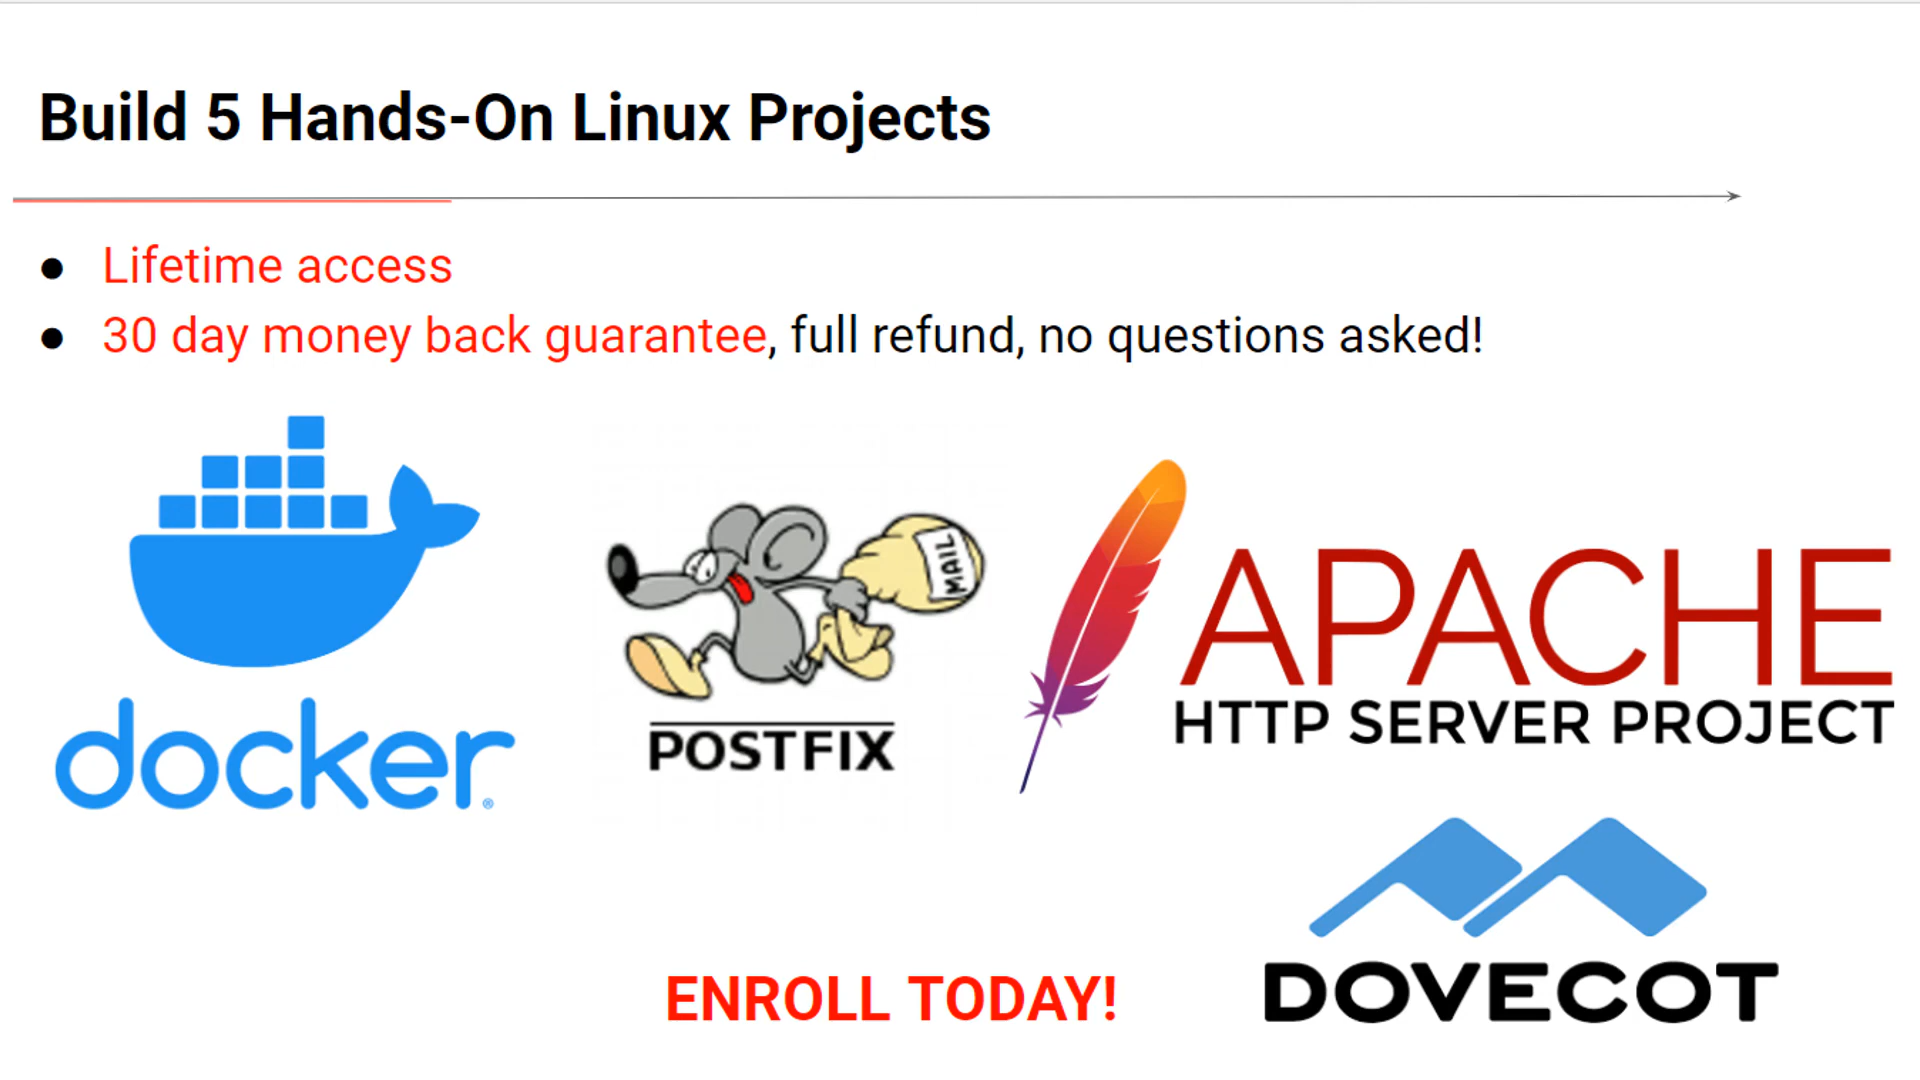 Build 5 Hands-On Linux Projects
● Lifetime access
● 30 day money back guarantee, full refund, no questions asked!
MAIL
docker®
POSTFIX
APACHE
HTTP SERVER PROJECT
DOVECOT
ENROLL TODAY!